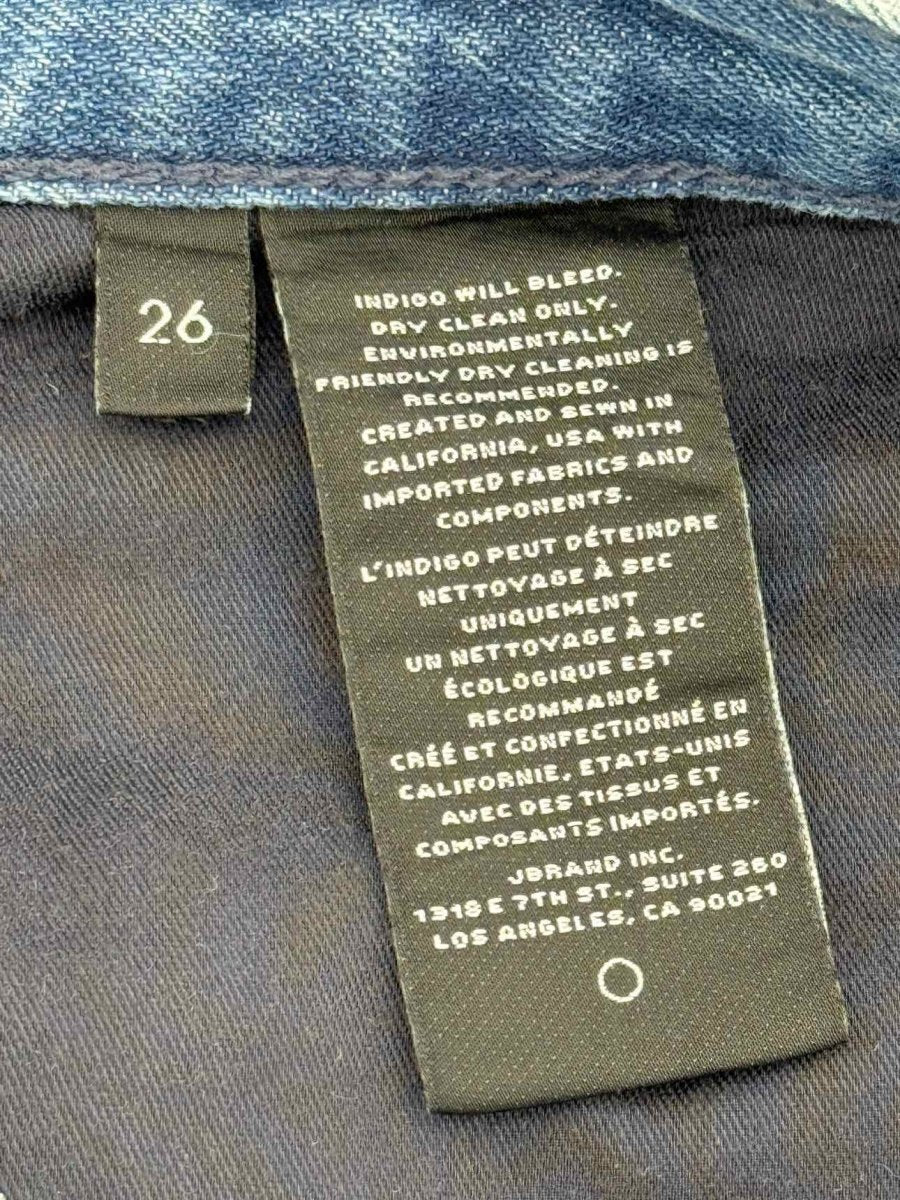 26
INDIGO WILL BLEED.
DRY CLEAN ONLY.
ENVIRONMENTALLY
FRIENDLY DRY CLEANING IS
RECOMMENDED.
CREATED AND SEWN IN
CALIFORNIA, USA WITH
IMPORTED FABRICS AND
COMPONENTS.
L'INDIGO PEUT DÉTEINDRE
NETTOYAGE À SEC
UNIQUEMENT
UN NETTOYAGE À SEC
ÉCOLOGIQUE EST
RECOMMANDÉ
CRÉÉ ET CONFECTIONNÉ EN
CALIFORNIE, ETATS-UNIS
AVEC DES TISSUS ET
COMPOSANTS IMPORTÉS.
JBRAND INC.
1318 E 7TH ST., SUITE 260
LOS ANGELES, CA 90021